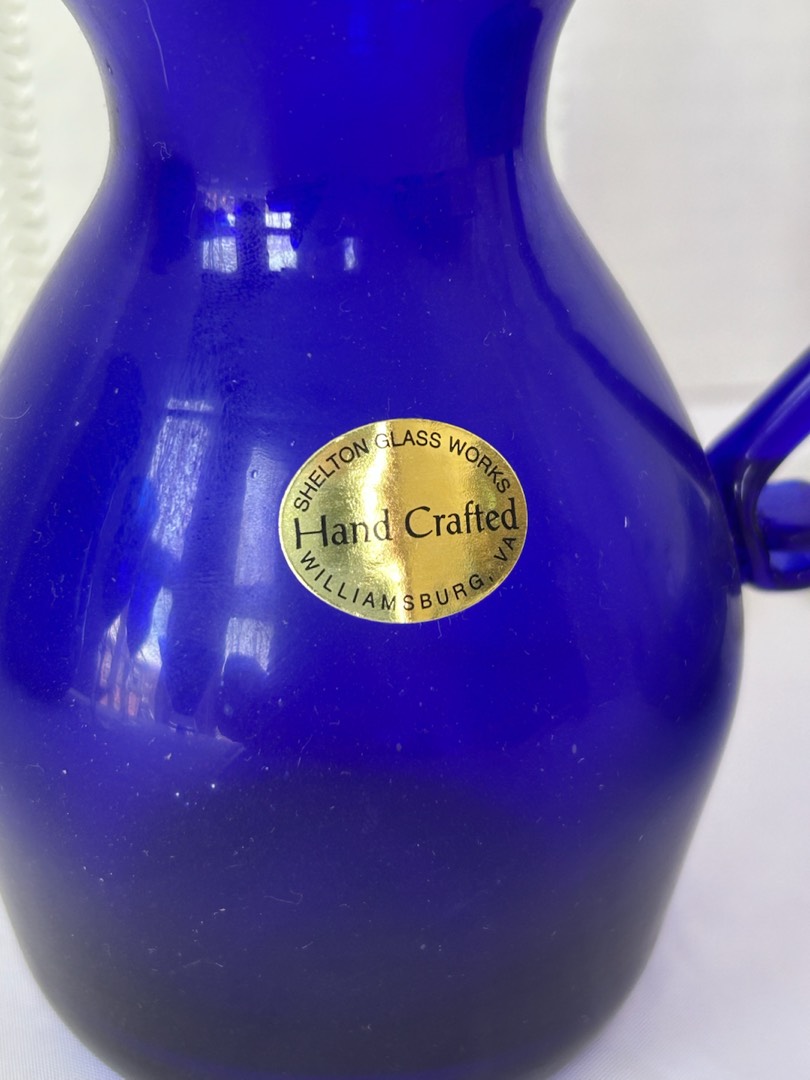 SHELTON GLASS WORKS
Hand Crafted
WILLIAMSBURG, VA